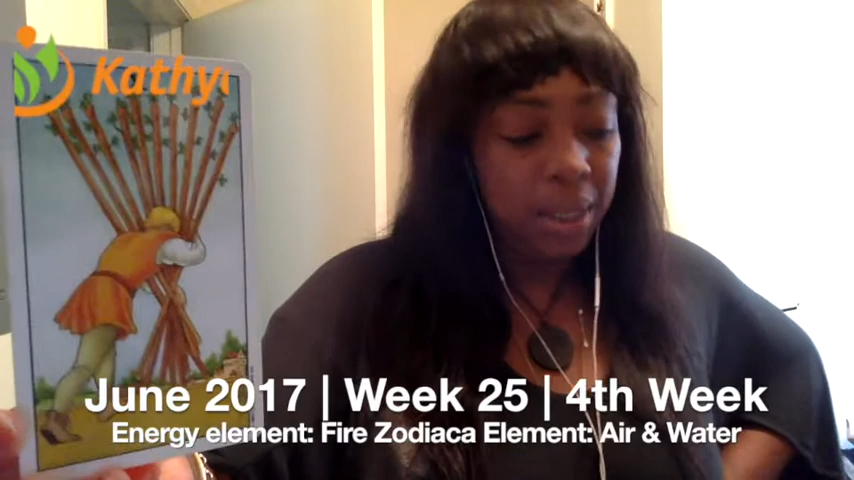 Kathy
June 2017 | Week 25 | 4th Week
Energy element: Fire Zodiaca Element: Air & Water